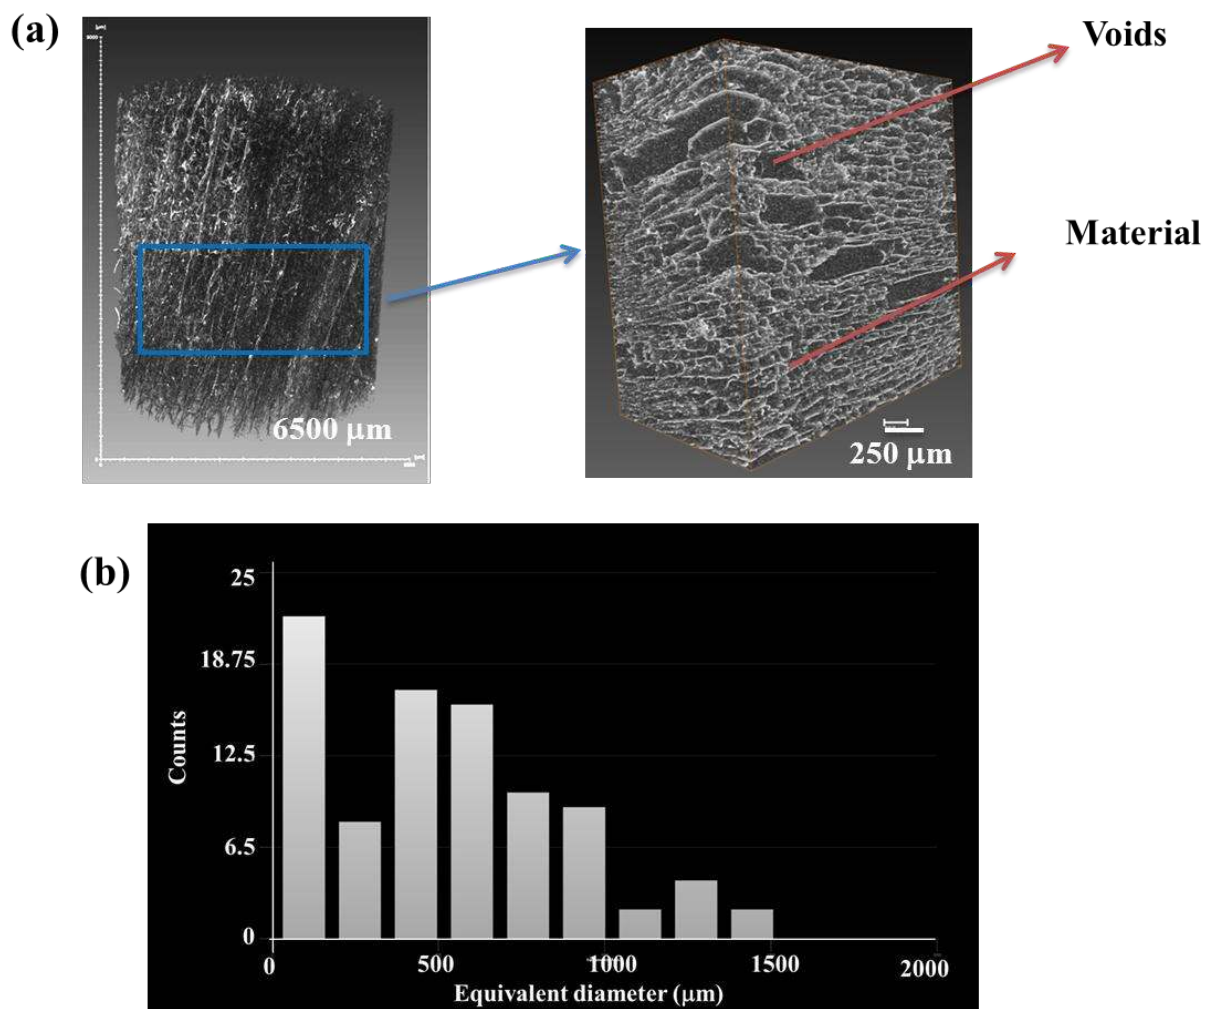 (a)
Voids
Material
6500 μm
250 μm
(b)
25
18.75
12.5
6.5
0
Counts
0 500 1000 1500 2000
Equivalent diameter (μm)